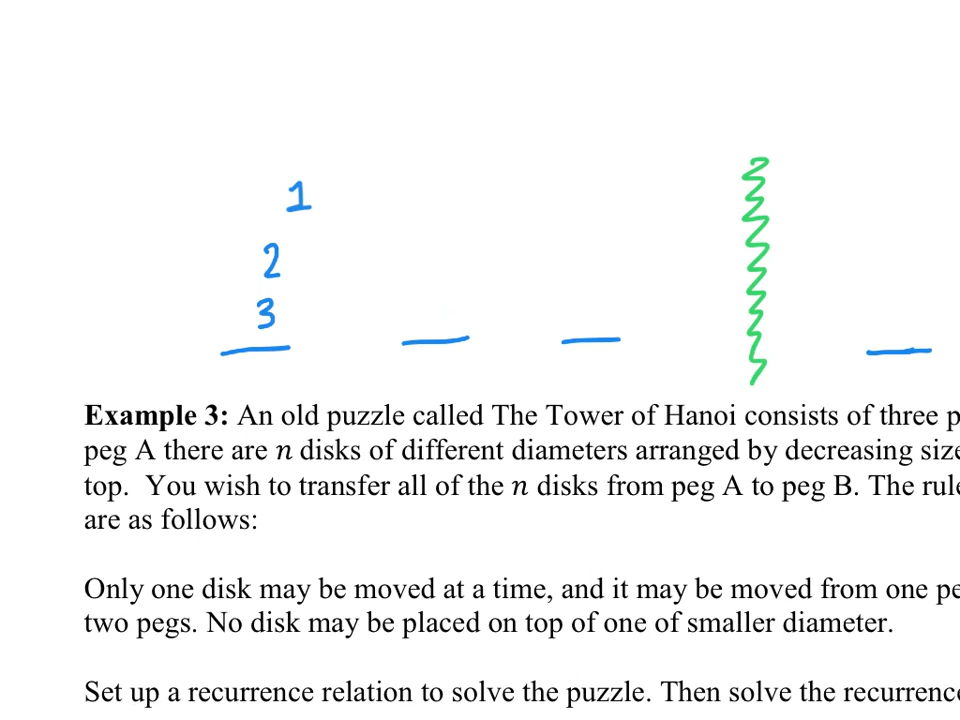 1
2
3
Example 3: An old puzzle called The Tower of Hanoi consists of three
peg A there are n disks of different diameters arranged by decreasing size
top. You wish to transfer all of the n disks from peg A to peg B. The
are as follows:
Only one disk may be moved at a time, and it may be moved from one
two pegs. No disk may be placed on top of one of smaller diameter.
Set up a recurrence relation to solve the puzzle. Then solve the recurrence